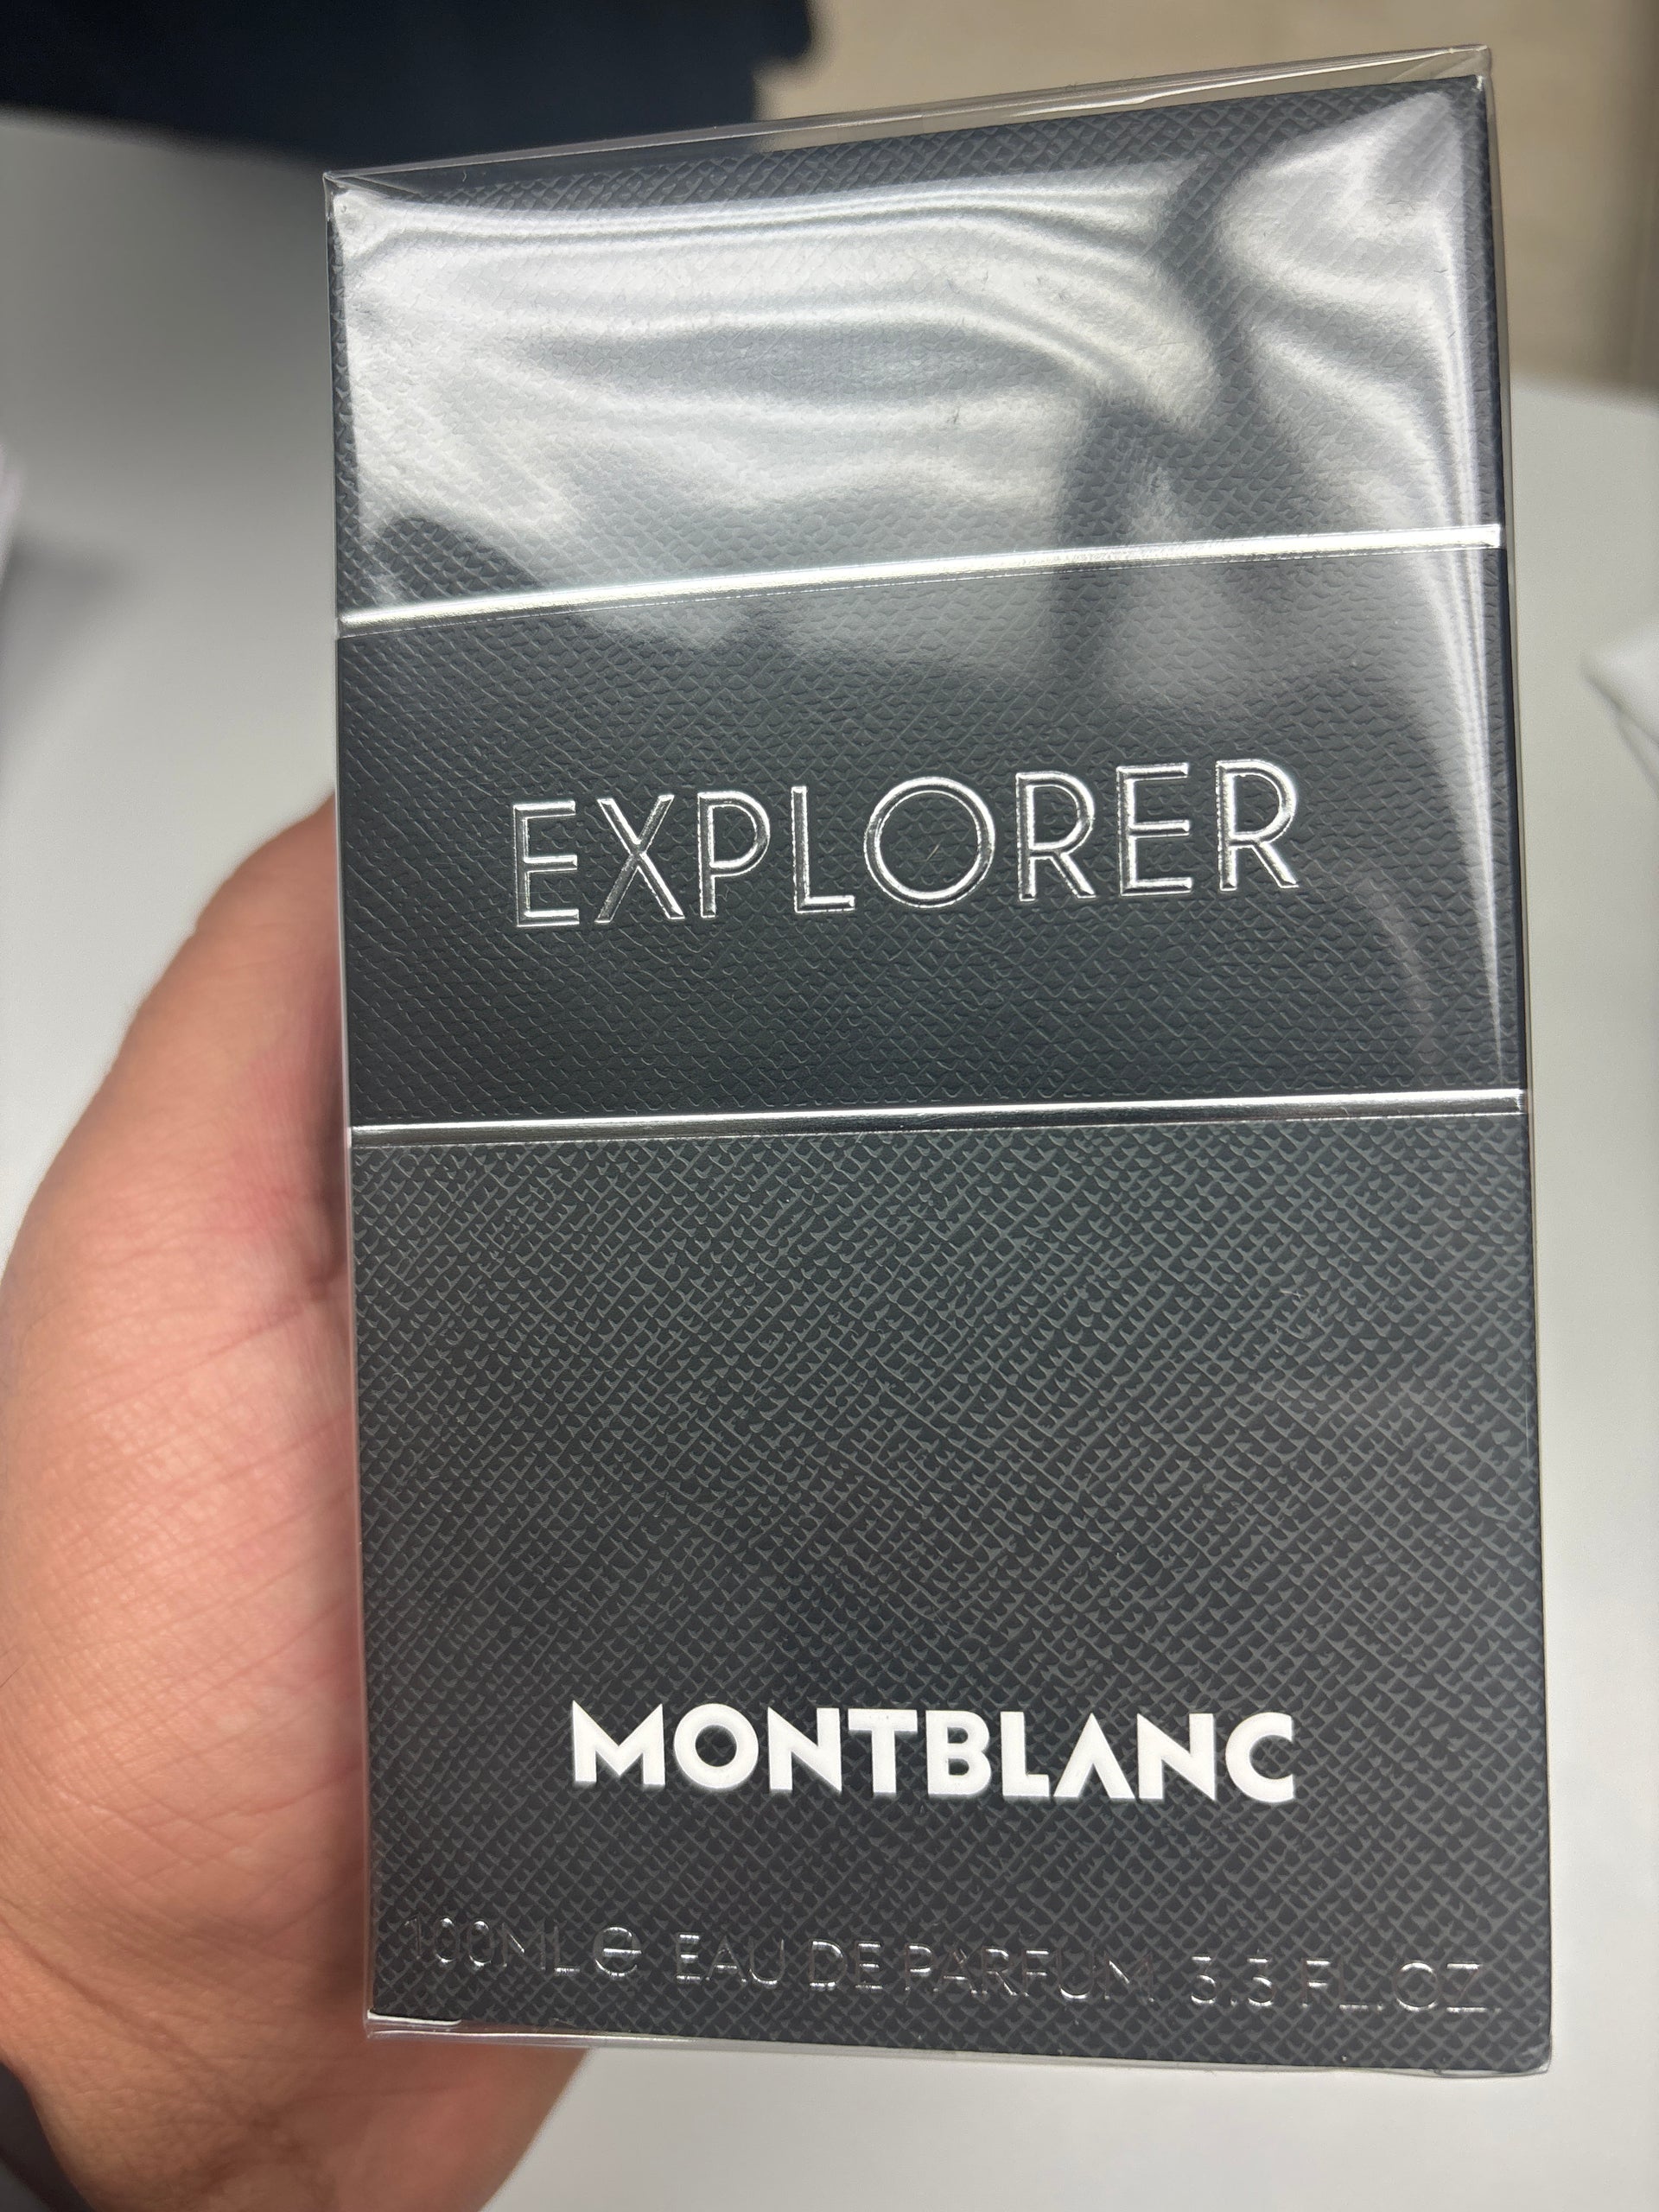 EXPLORER
MONTBLANC
100ML ℮ EAU DE PARFUM 3.3 FL.OZ.